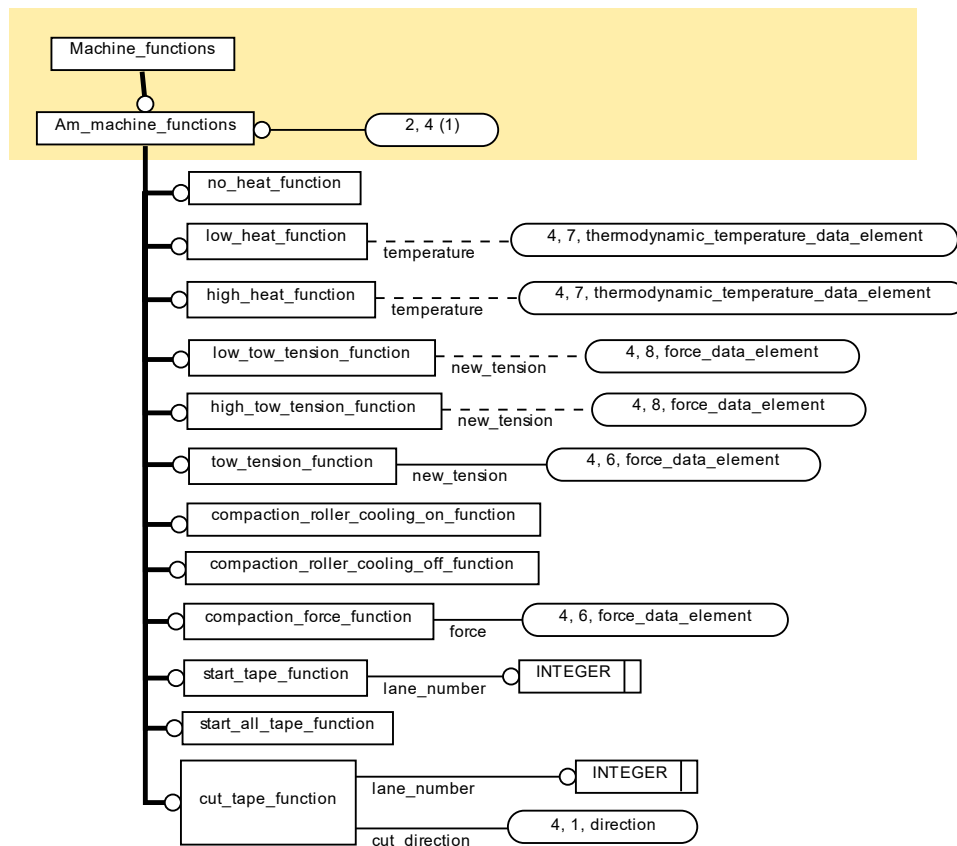 Machine_functions
Am_machine_functions
2, 4 (1)
no_heat_function
low_heat_function
temperature
4, 7, thermodynamic_temperature_data_element
high_heat_function
temperature
4, 7, thermodynamic_temperature_data_element
low_tow_tension_function
new_tension
4, 8, force_data_element
high_tow_tension_function
new_tension
4, 8, force_data_element
tow_tension_function
new_tension
4, 6, force_data_element
compaction_roller_cooling_on_function
compaction_roller_cooling_off_function
compaction_force_function
force
4, 6, force_data_element
start_tape_function
lane_number
INTEGER
start_all_tape_function
cut_tape_function
lane_number
INTEGER
cut_direction
4, 1, direction